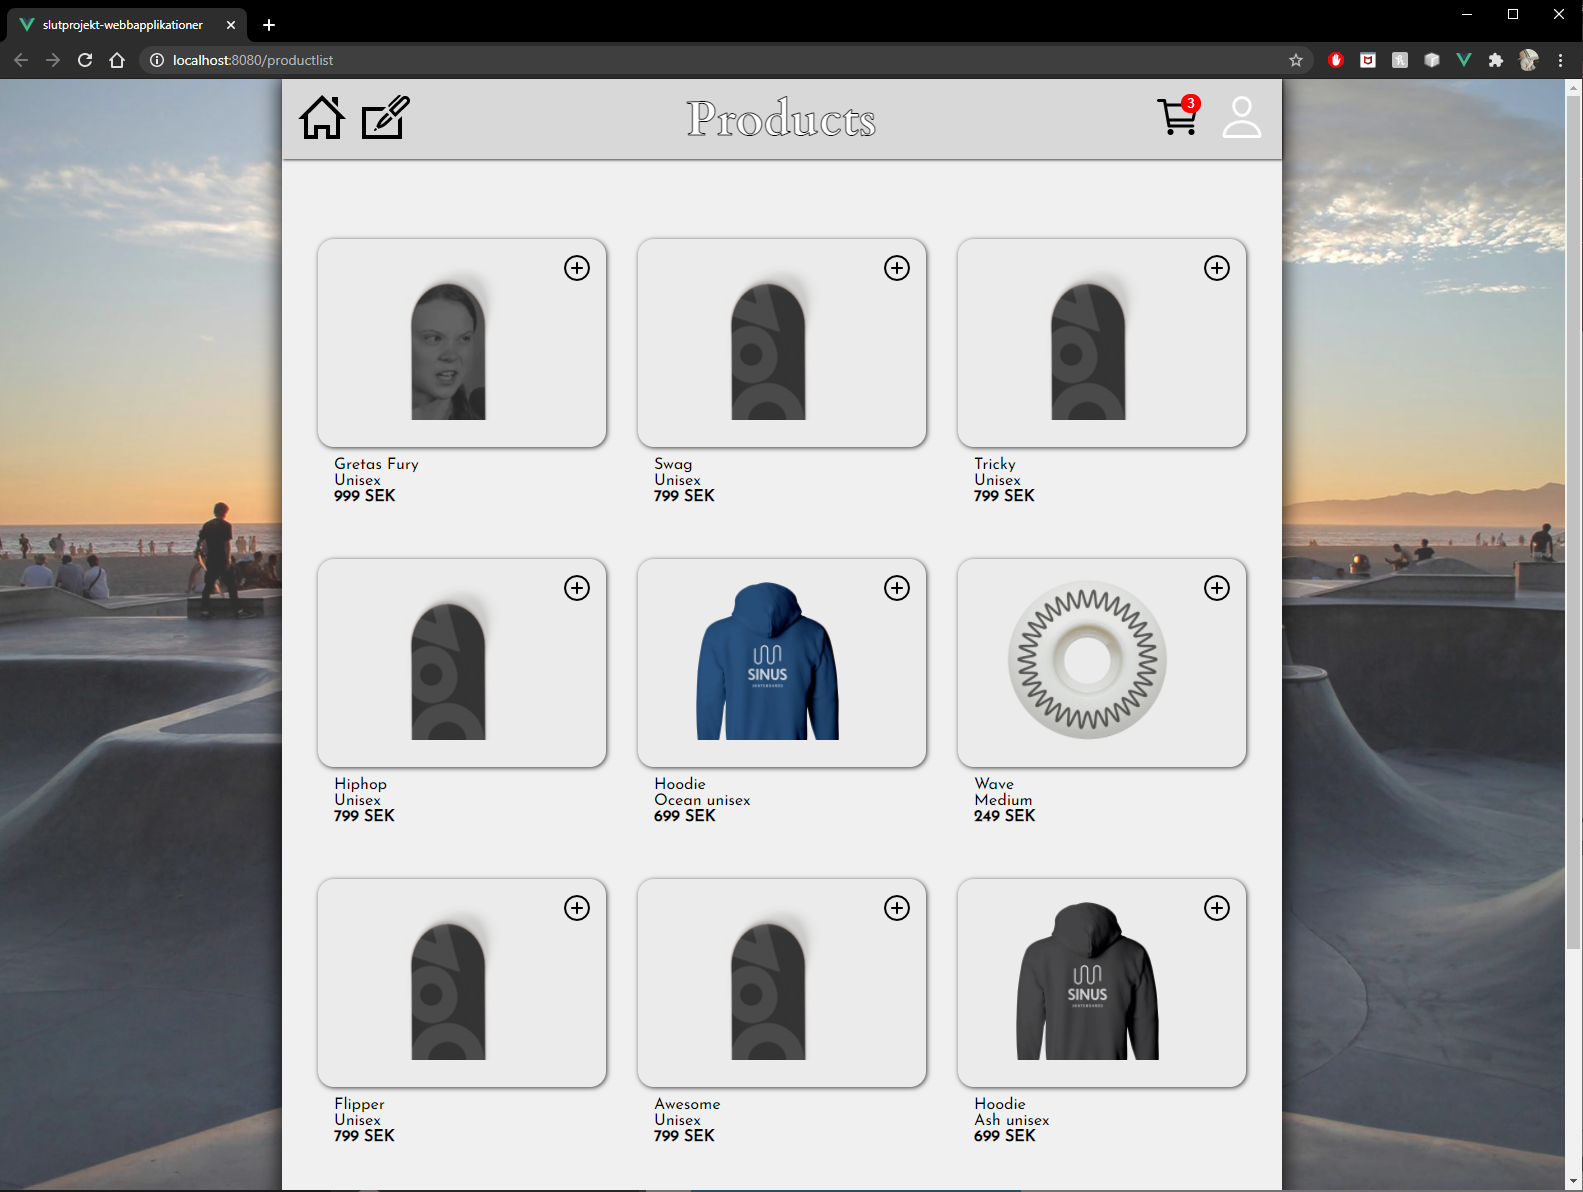 slutprojekt-webbapplikationer
localhost:8080/productlist
Products
3
Gretas Fury
Unisex
999 SEK
Swag
Unisex
799 SEK
Tricky
Unisex
799 SEK
Hiphop
Unisex
799 SEK
SINUS
SKATEBOARDS
Hoodie
Ocean unisex
699 SEK
Wave
Medium
249 SEK
Flipper
Unisex
799 SEK
Awesome
Unisex
799 SEK
SINUS
SKATEBOARDS
Hoodie
Ash unisex
699 SEK